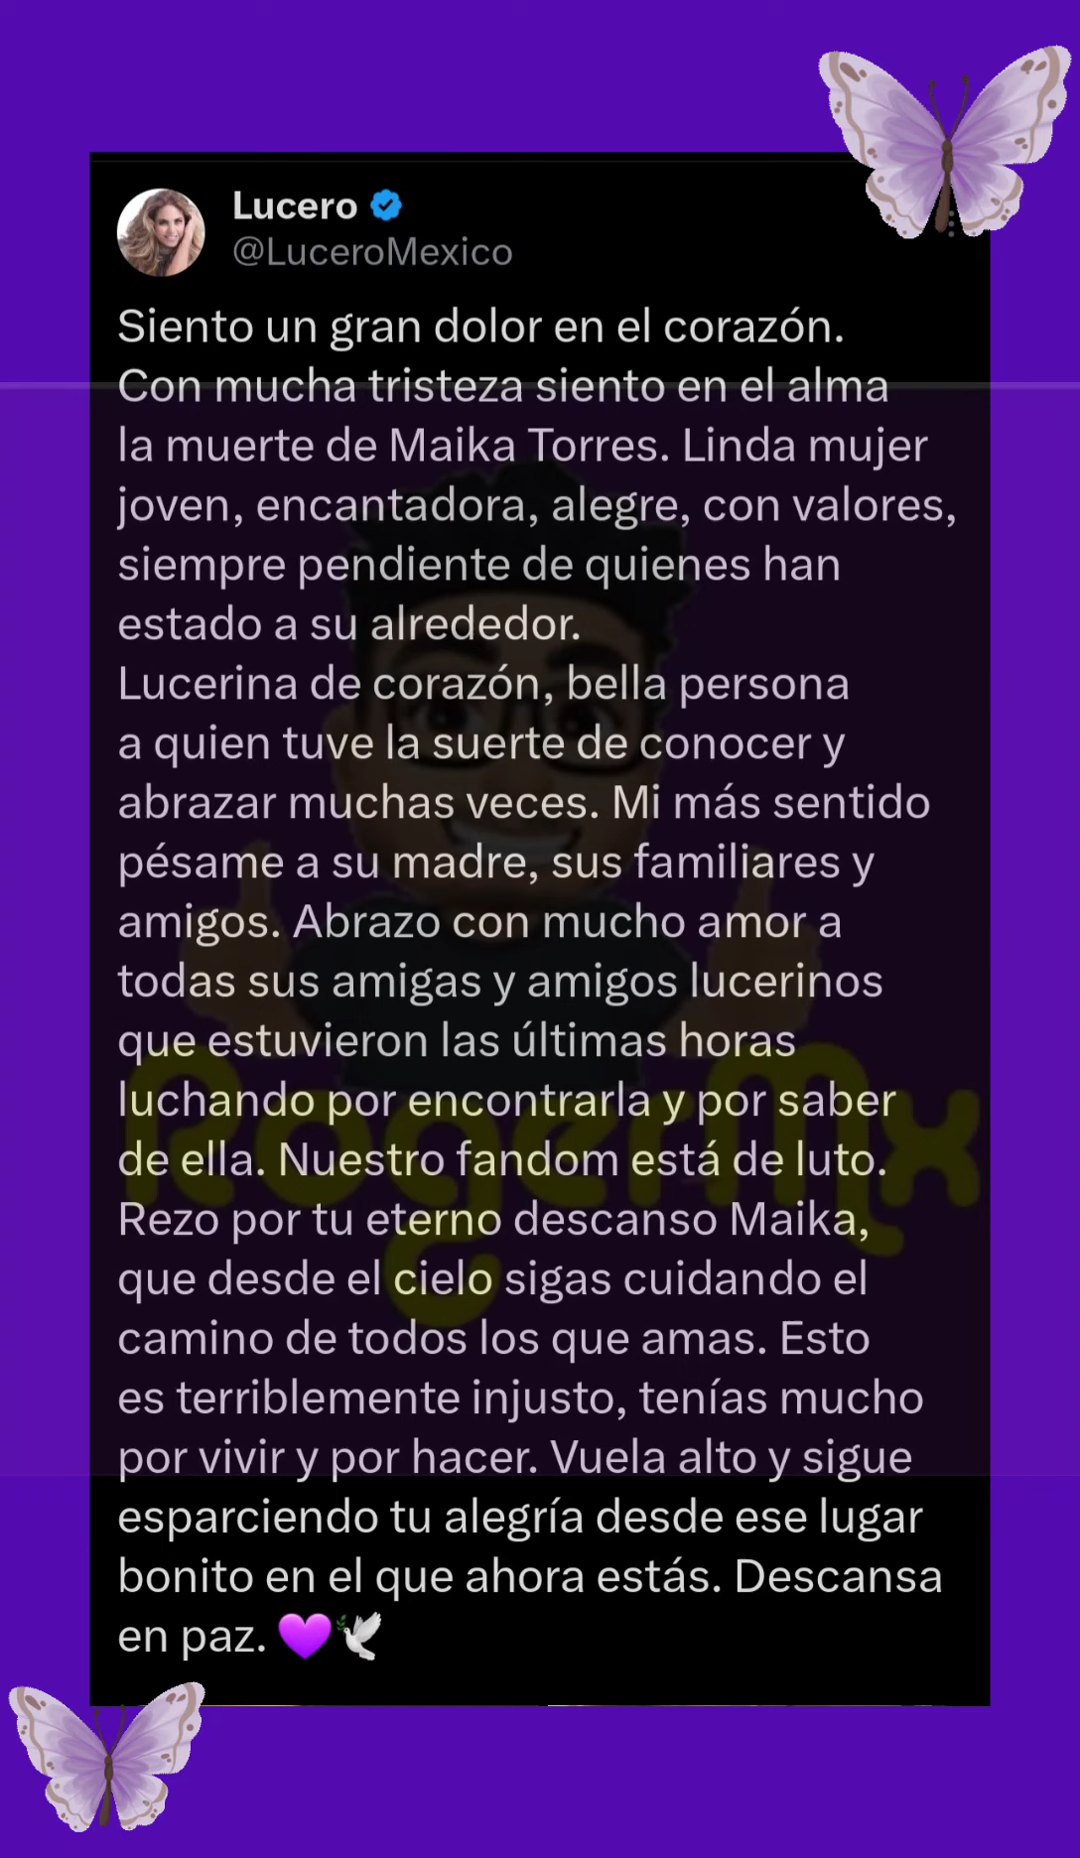 Lucero
@LuceroMexico
Siento un gran dolor en el corazón.
Con mucha tristeza siento en el alma
la muerte de Maika Torres. Linda mujer
joven, encantadora, alegre, con valores,
siempre pendiente de quienes han
estado a su alrededor.
Lucerina de corazón, bella persona
a quien tuve la suerte de conocer y
abrazar muchas veces. Mi más sentido
pésame a su madre, sus familiares y
amigos. Abrazo con mucho amor a
todas sus amigas y amigos lucerinos
que estuvieron las últimas horas
luchando por encontrarla y por saber
de ella. Nuestro fandom está de luto.
Rezo por tu eterno descanso Maika,
que desde el cielo sigas cuidando el
camino de todos los que amas. Esto
es terriblemente injusto, tenías mucho
por vivir y por hacer. Vuela alto y sigue
esparciendo tu alegría desde ese lugar
bonito en el que ahora estás. Descansa
en paz. 💜🕊️
RogerMx